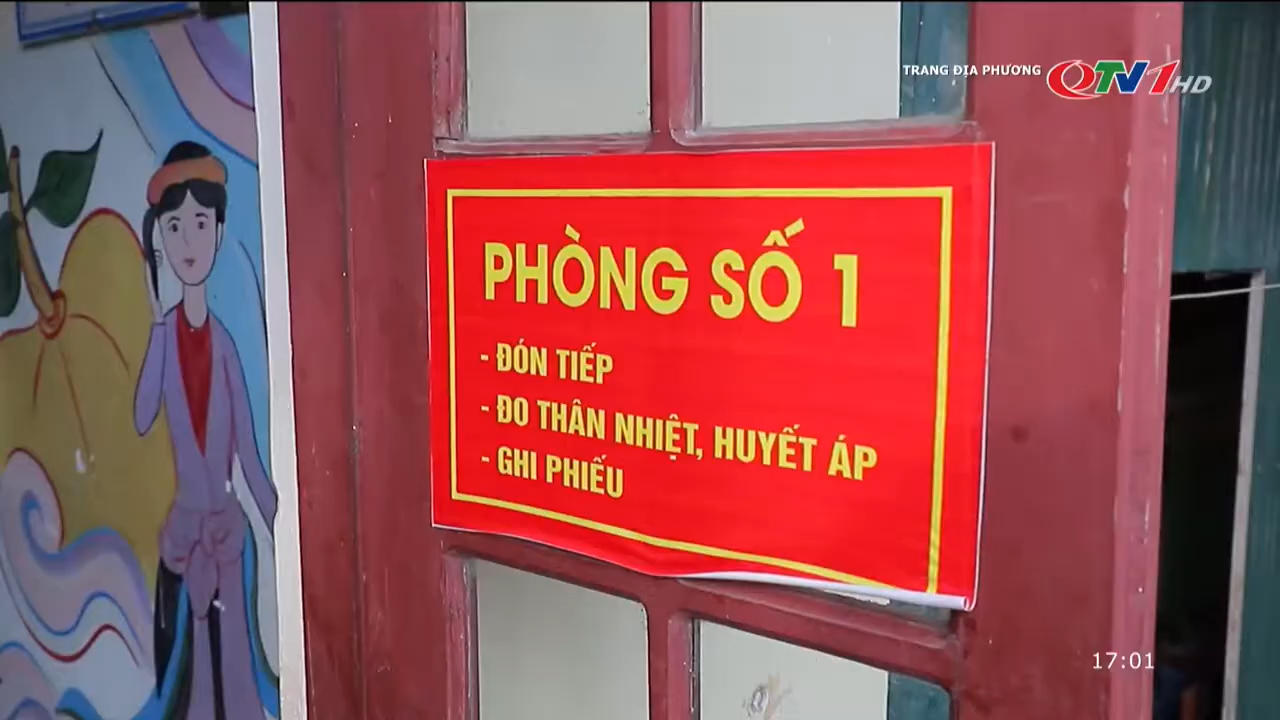 TRANG ĐỊA PHƯƠNG QTV1HD
PHÒNG SỐ 1
- ĐÓN TIẾP
- ĐO THÂN NHIỆT, HUYẾT ÁP
- GHI PHIẾU
17:01